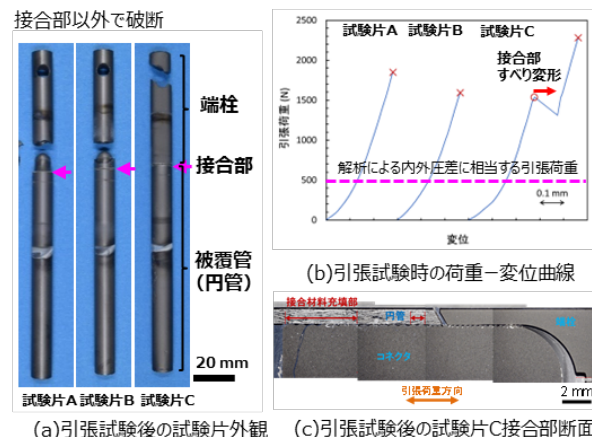 接合部以外で破断
端栓
接合部
被覆管
(円管)
20 mm
試験片A 試験片B 試験片C
(a)引張試験後の試験片外観
試験片A 試験片B 試験片C
接合部
すべり変形
解析による内外圧差に相当する引張荷重
0.1 mm
引張荷重(N)
2500
2000
1500
1000
500
0
変位
(b)引張試験時の荷重−変位曲線
接合材料充填部
円管
端栓
コネクタ
引張荷重方向
2 mm
(c)引張試験後の試験片C接合部断面